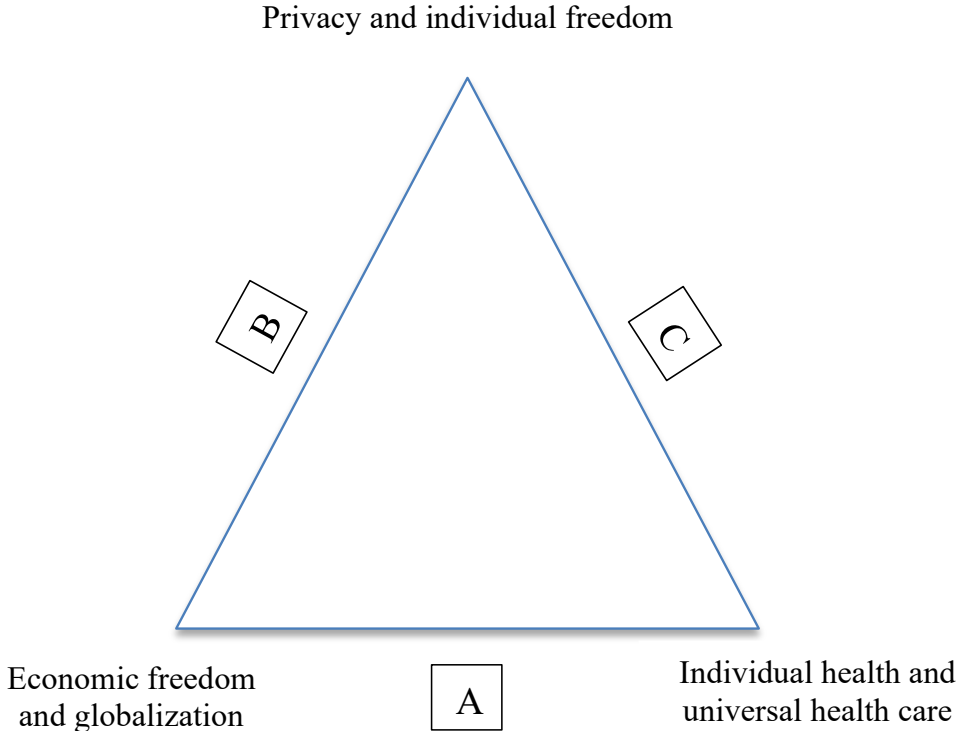 Privacy and individual freedom
B
C
Economic freedom
and globalization
A
Individual health and
universal health care